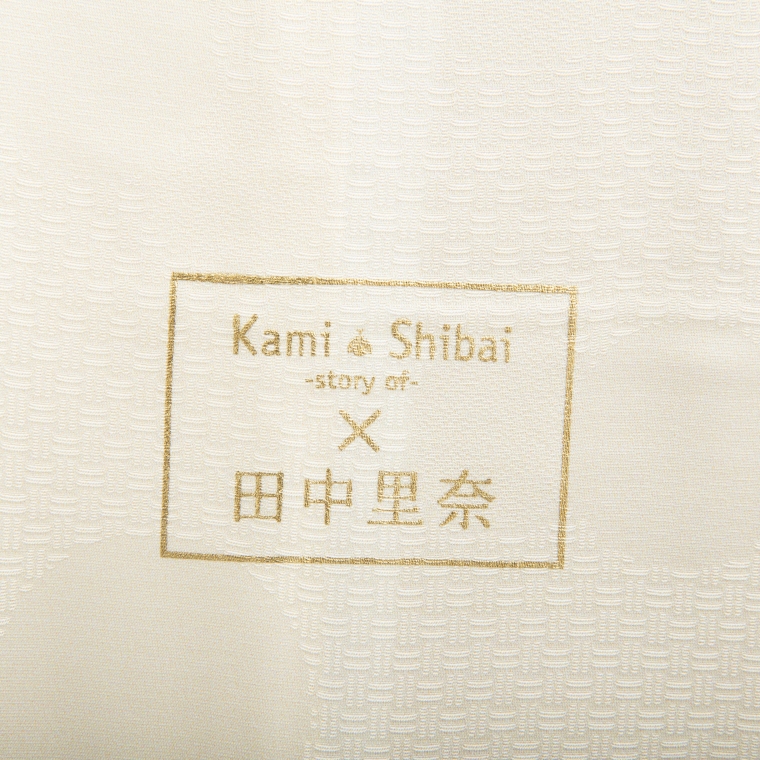 Kami Shibai
-story of-
×
田中里奈